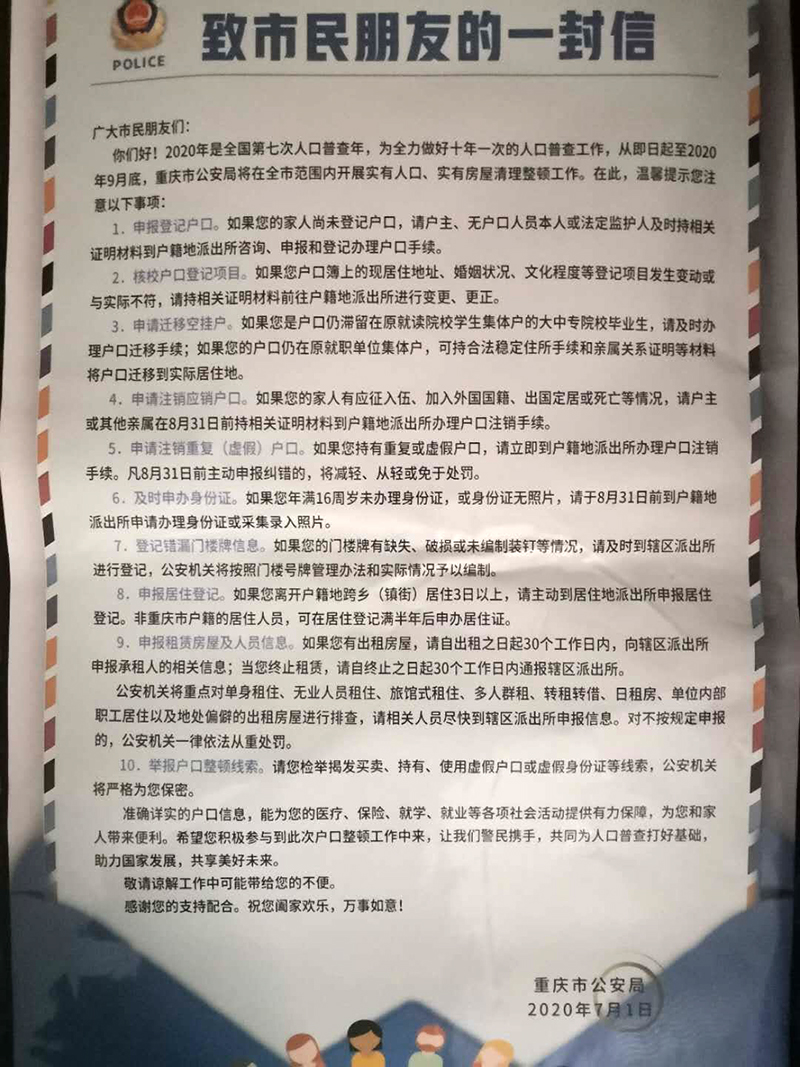 POLICE
致市民朋友的一封信
广大市民朋友们：
你们好！2020年是全国第七次人口普查年，为全力做好十年一次的人口普查工作，从即日起至2020
年9月底，重庆市公安局将在全市范围内开展实有人口、实有房屋清理整顿工作。在此，温馨提示您注
意以下事项：
1．申报登记户口。如果您的家人尚未登记户口，请户主、无户口人员本人或法定监护人及时持相关
证明材料到户籍地派出所咨询、申报和登记办理户口手续。
2．核校户口登记项目。如果您户口簿上的现居住地址、婚姻状况、文化程度等登记项目发生变动或
与实际不符，请持相关证明材料前往户籍地派出所进行变更、更正。
3．申请迁移空挂户。如果您是户口仍滞留在原就读院校学生集体户的大中专院校毕业生，请及时办
理户口迁移手续；如果您的户口仍在原就职单位集体户，可持合法稳定住所手续和亲属关系证明等材料
将户口迁移到实际居住地。
4．申请注销应销户口。如果您的家人有应征入伍、加入外国国籍、出国定居或死亡等情况，请户主
或其他亲属在8月31日前持相关证明材料到户籍地派出所办理户口注销手续。
5．申请注销重复（虚假）户口。如果您持有重复或虚假户口，请立即到户籍地派出所办理户口注销
手续。凡8月31日前主动申报纠错的，将减轻、从轻或免于处罚。
6．及时申办身份证。如果您年满16周岁未办理身份证，或身份证无照片，请于8月31日前到户籍地
派出所申请办理身份证或采集录入照片。
7．登记错漏门楼牌信息。如果您的门楼牌有缺失、破损或未编制装钉等情况，请及时到辖区派出所
进行登记，公安机关将按照门楼号牌管理办法和实际情况予以编制。
8．申报居住登记。如果您离开户籍地跨乡（镇街）居住3日以上，请主动到居住地派出所申报居住
登记。非重庆市户籍的居住人员，可在居住登记满半年后申办居住证。
9．申报租赁房屋及人员信息。如果您有出租房屋，请自出租之日起30个工作日内，向辖区派出所
申报承租人的相关信息；当您终止租赁，请自终止之日起30个工作日内通报辖区派出所。
公安机关将重点对单身租住、无业人员租住、旅馆式租住、多人群租、转租转借、日租房、单位内部
职工居住以及地处偏僻的出租房屋进行排查，请相关人员尽快到辖区派出所申报信息。对不按规定申报
的，公安机关一律依法从重处罚。
10．举报户口整顿线索。请您检举揭发买卖、持有、使用虚假户口或虚假身份证等线索，公安机关
将严格为您保密。
准确详实的户口信息，能为您的医疗、保险、就学、就业等各项社会活动提供有力保障，为您和家
人带来便利。希望您积极参与到此次户口整顿工作中来，让我们警民携手，共同为人口普查打好基础，
助力国家发展，共享美好未来。
敬请谅解工作中可能带给您的不便。
感谢您的支持配合。祝您阖家欢乐，万事如意！
重庆市公安局
2020年7月1日